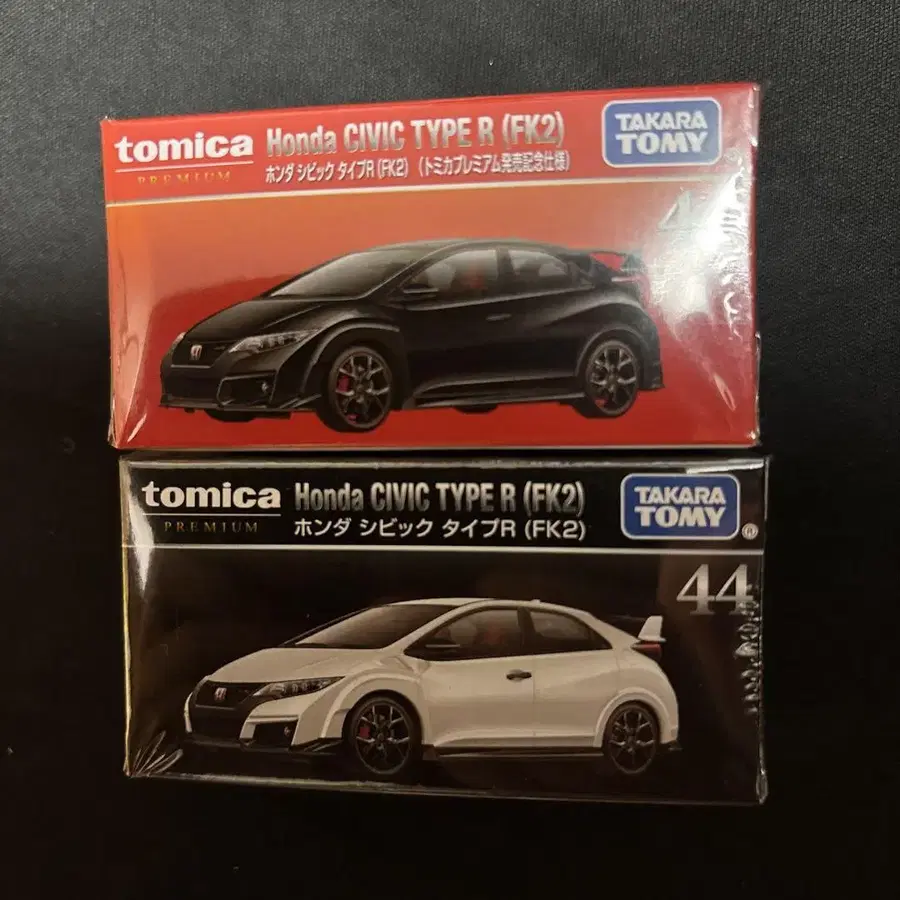 tomica
PREMIUM
Honda CIVIC TYPE R (FK2)
ホンダ シビック タイプR (FK2) (トミカプレミアム発売記念仕様)
TAKARA
TOMY
tomica
PREMIUM
Honda CIVIC TYPE R (FK2)
ホンダ シビック タイプR (FK2)
TAKARA
TOMY
®
44